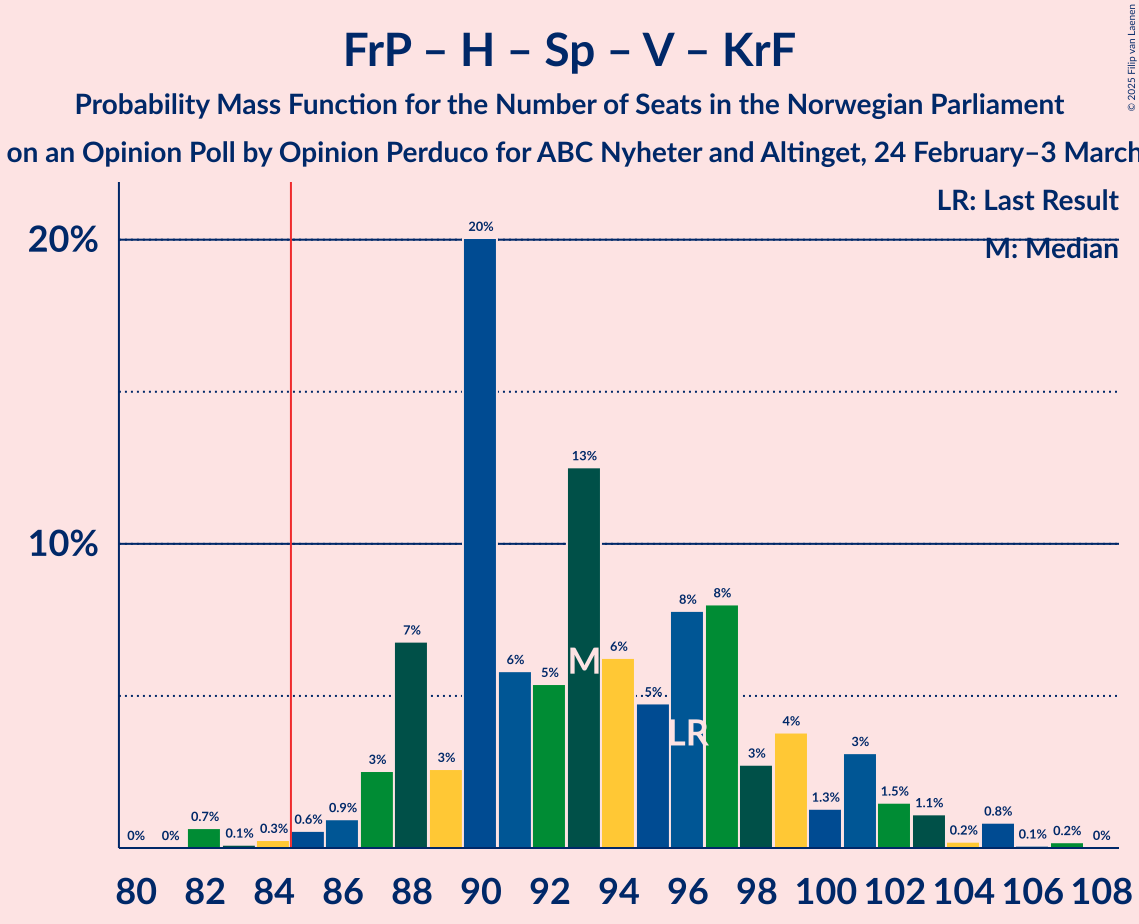 FrP – H – Sp – V – KrF
Probability Mass Function for the Number of Seats in the Norwegian Parliament
on an Opinion Poll by Opinion Perduco for ABC Nyheter and Altinget, 24 February–3 March
© 2025 Filip van Laenen
LR: Last Result
M: Median
20%
10%
0% 0% 0.7% 0.1% 0.3% 0.6% 0.9% 3% 7% 3% 20% 6% 5% 13% 6% 5% 8% 8% 3% 4% 1.3% 3% 1.5% 1.1% 0.2% 0.8% 0.1% 0.2% 0%
M
LR
80 82 84 86 88 90 92 94 96 98 100 102 104 106 108